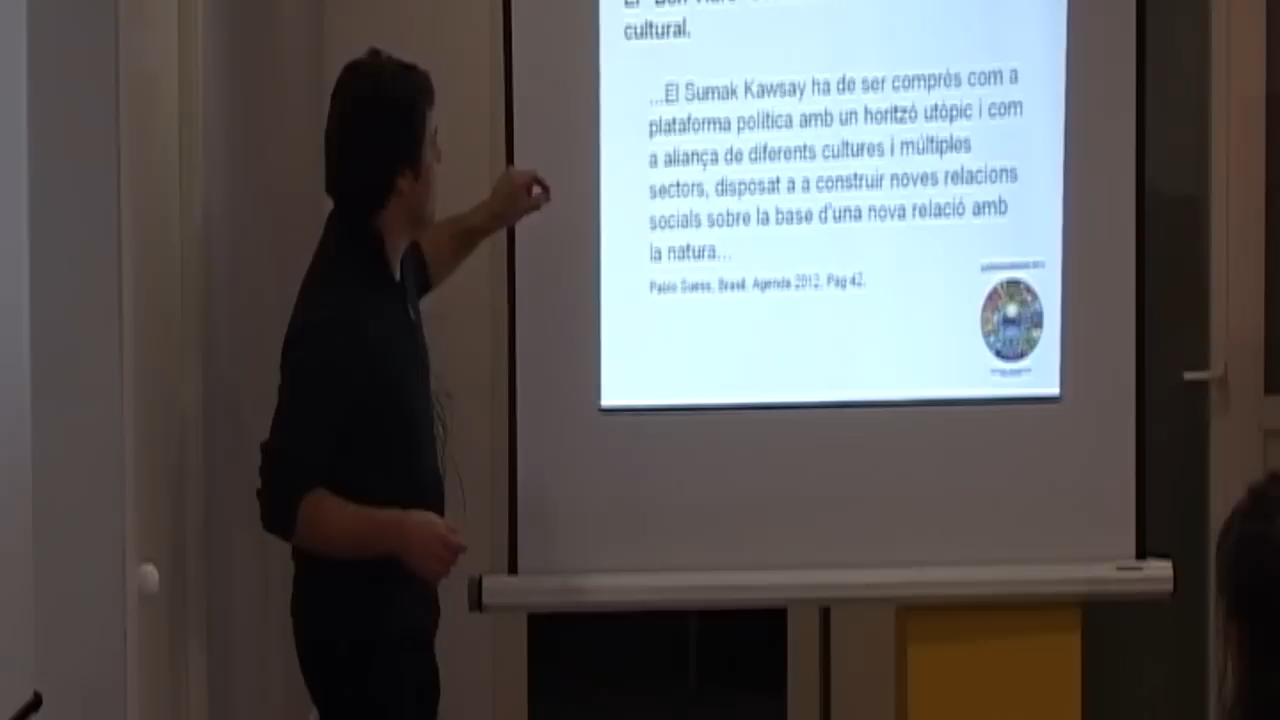 cultural.
...El Sumak Kawsay ha de ser comprès com a
plataforma política amb un horitzó utòpic i com
a aliança de diferents cultures i múltiples
sectors, disposat a a construir noves relacions
socials sobre la base d'una nova relació amb
la natura...
Pablo Suess, Brasil. Agenda 2012. Pàg 42.